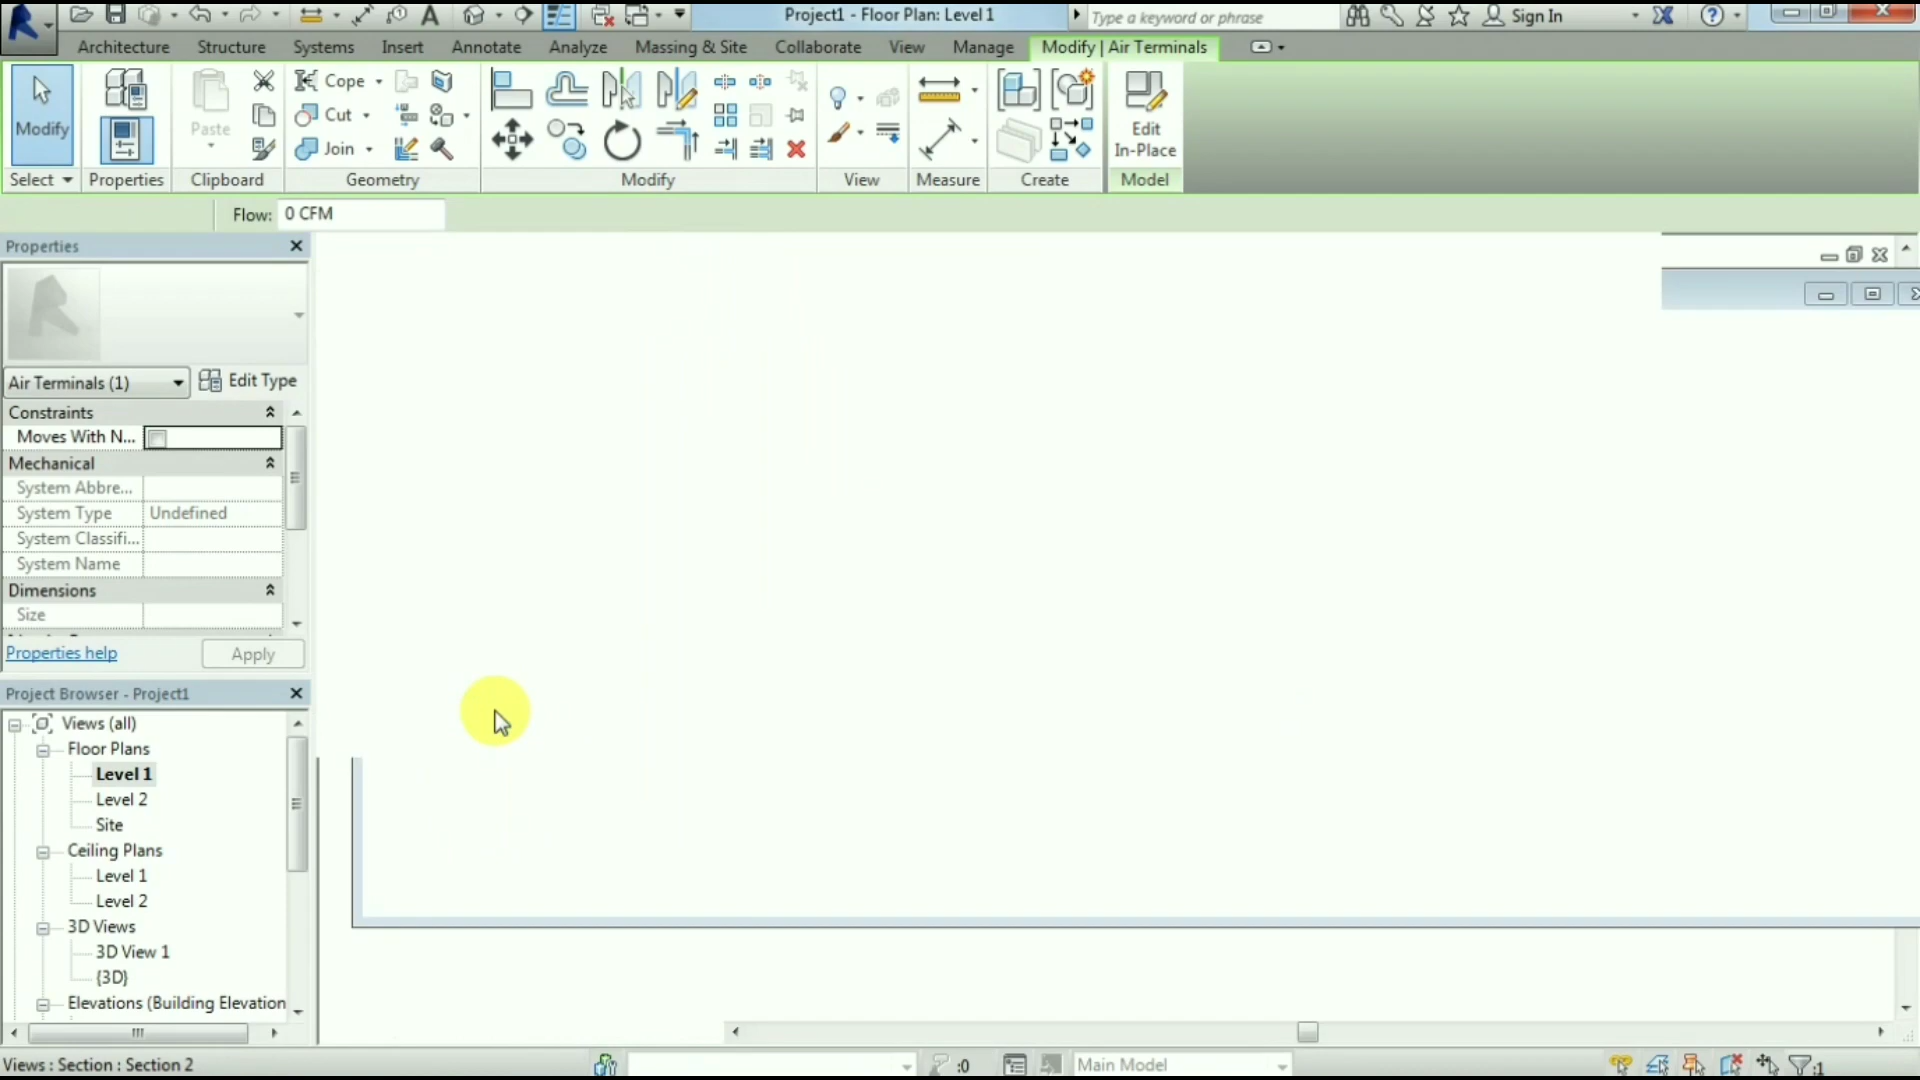 Project1 - Floor Plan: Level 1
Type a keyword or phrase
Sign In
Architecture Structure Systems Insert Annotate Analyze Massing & Site Collaborate View Manage Modify | Air Terminals
Modify
Paste
Cope
Cut
Join
Edit
In-Place
Select Properties Clipboard Geometry Modify View Measure Create Model
Flow: 0 CFM
Properties
Air Terminals (1) Edit Type
Constraints
Moves With N...
Mechanical
System Abbre...
System Type Undefined
System Classifi...
System Name
Dimensions
Size
Properties help Apply
Project Browser - Project1
Views (all)
Floor Plans
Level 1
Level 2
Site
Ceiling Plans
Level 1
Level 2
3D Views
3D View 1
{3D}
Elevations (Building Elevation
Views : Section : Section 2 :0 Main Model :1